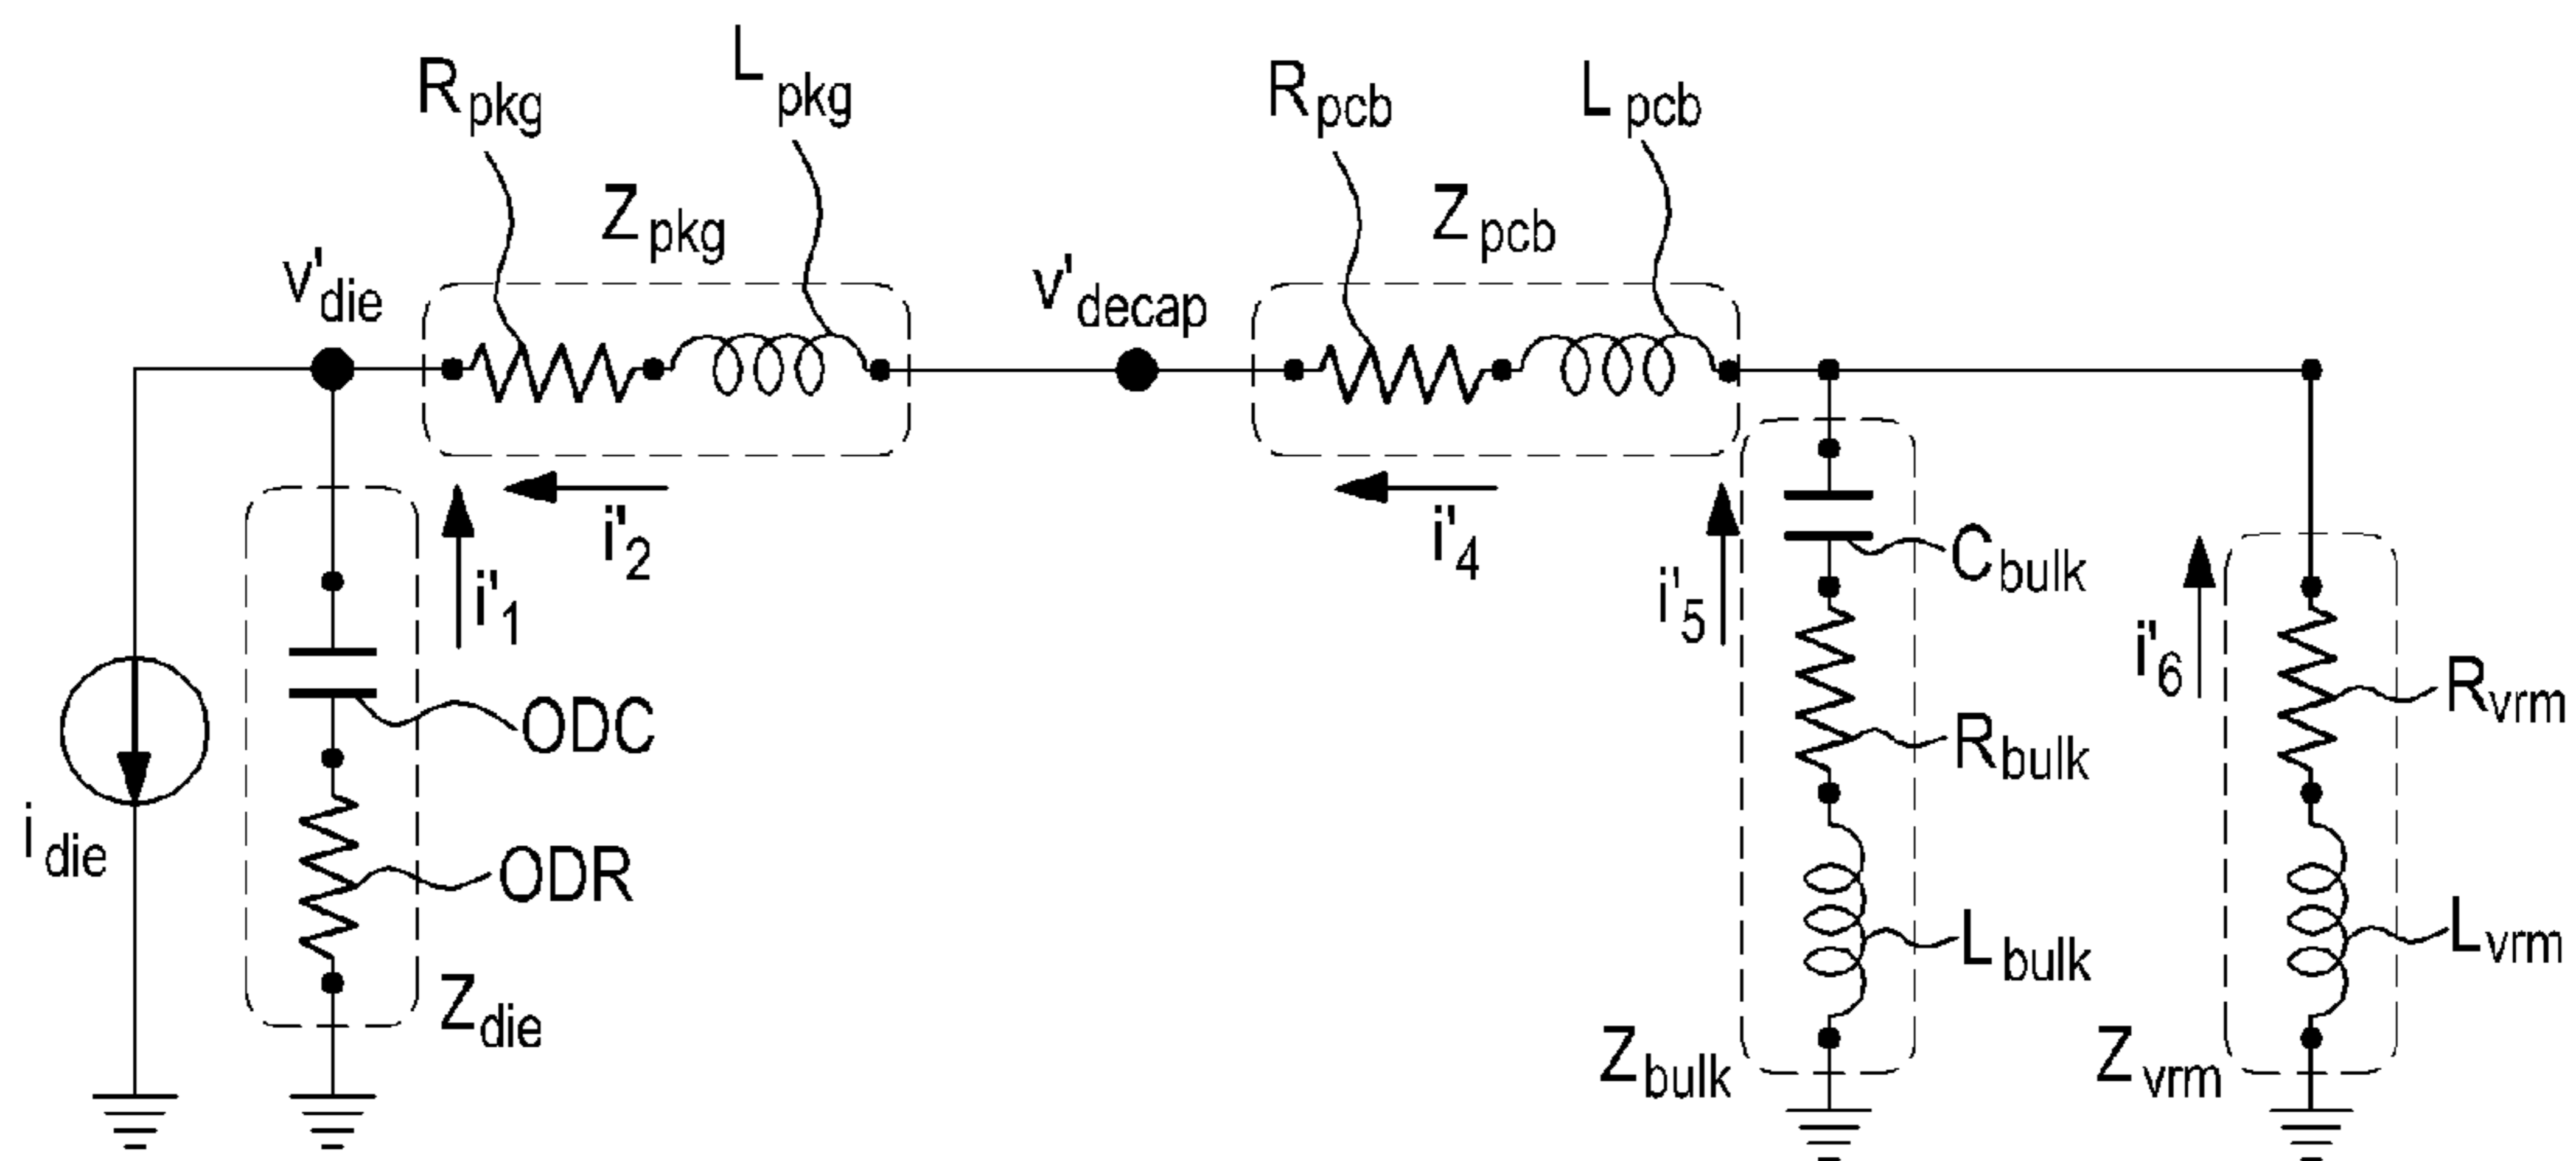 R_pkg
L_pkg
R_pcb
L_pcb
Z_pkg
Z_pcb
v'_die
v'_decap
i'_2
i'_4
i'_1
i'_5
C_bulk
i'_6
R_vrm
ODC
R_bulk
i_die
ODR
L_bulk
L_vrm
Z_die
Z_bulk
Z_vrm